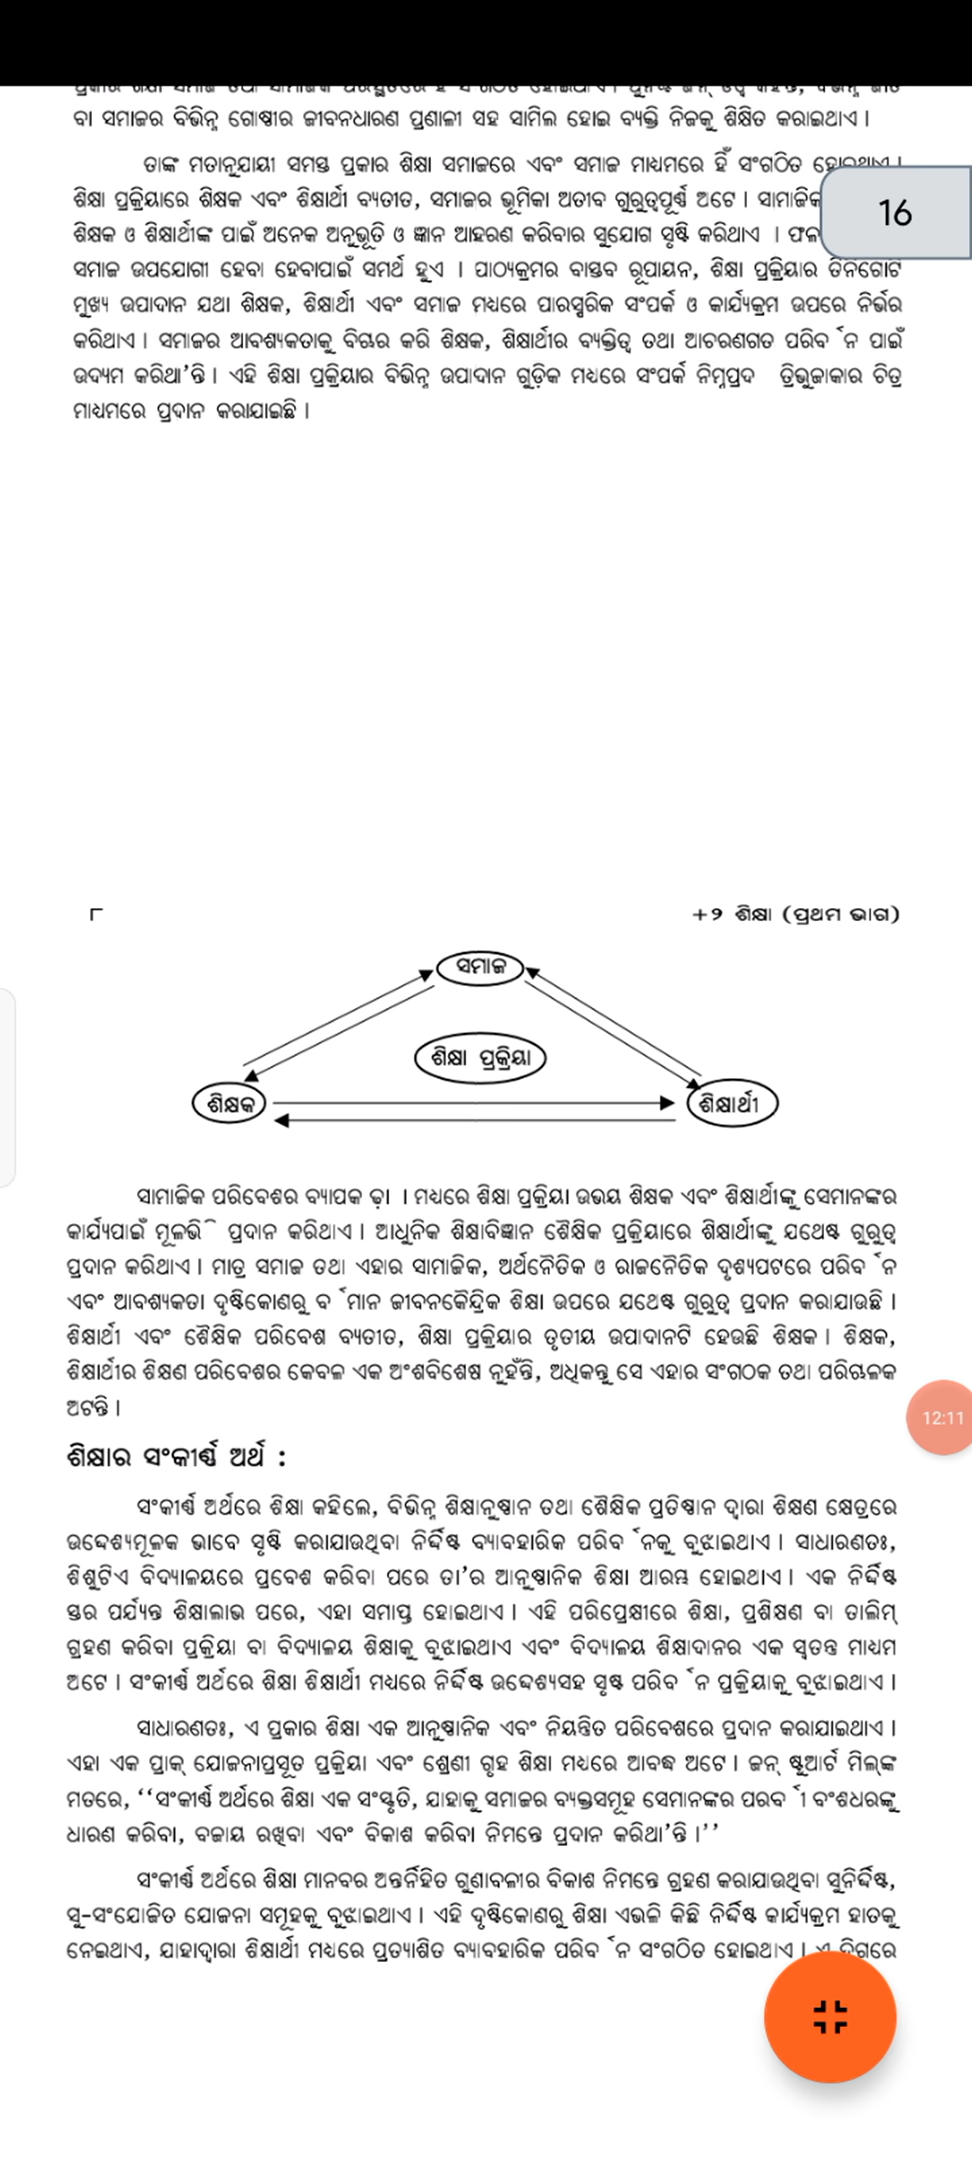 ବା ସମାଜର ବିଭିନ୍ନ ଗୋଷ୍ଠୀର ଜୀବନଧାରଣ ପ୍ରଣାଳୀ ସହ ସାମିଲ ହୋଇ ବ୍ୟକ୍ତି ନିଜକୁ ଶିକ୍ଷିତ କରାଇଥାଏ ।
ତାଙ୍କ ମତାନୁଯାୟୀ ସମସ୍ତ ପ୍ରକାର ଶିକ୍ଷା ସମାଜରେ ଏବଂ ସମାଜ ମାଧ୍ୟମରେ ହିଁ ସଂଗଠିତ ହୋଇଥାଏ ।
ଶିକ୍ଷା ପ୍ରକ୍ରିୟାରେ ଶିକ୍ଷକ ଏବଂ ଶିକ୍ଷାର୍ଥୀ ବ୍ୟତୀତ, ସମାଜର ଭୂମିକା ଅତୀବ ଗୁରୁତ୍ୱପୂର୍ଣ୍ଣ ଅଟେ । ସାମାଜିକ
16
ଶିକ୍ଷକ ଓ ଶିକ୍ଷାର୍ଥୀଙ୍କ ପାଇଁ ଅନେକ ଅନୁଭୂତି ଓ ଜ୍ଞାନ ଆହରଣ କରିବାର ସୁଯୋଗ ସୃଷ୍ଟି କରିଥାଏ ।
ସମାଜ ଉପଯୋଗୀ ହେବା ହେବାପାଇଁ ସମର୍ଥ ହୁଏ । ପାଠ୍ୟକ୍ରମର ବାସ୍ତବ ରୂପାୟନ, ଶିକ୍ଷା ପ୍ରକ୍ରିୟାର ତିନିଗୋଟି
ମୁଖ୍ୟ ଉପାଦାନ ଯଥା ଶିକ୍ଷକ, ଶିକ୍ଷାର୍ଥୀ ଏବଂ ସମାଜ ମଧ୍ୟରେ ପାରସ୍ପରିକ ସଂପର୍କ ଓ କାର୍ଯ୍ୟକ୍ରମ ଉପରେ ନିର୍ଭର
କରିଥାଏ । ସମାଜର ଆବଶ୍ୟକତାକୁ ବିଚ୍ଚର କରି ଶିକ୍ଷକ, ଶିକ୍ଷାର୍ଥୀର ବ୍ୟକ୍ତିତ୍ୱ ତଥା ଆଚରଣଗତ ପରିବ ର୍ନ ପାଇଁ
ଉଦ୍ୟମ କରିଥା’ନ୍ତି । ଏହି ଶିକ୍ଷା ପ୍ରକ୍ରିୟାର ବିଭିନ୍ନ ଉପାଦାନ ଗୁଡ଼ିକ ମଧ୍ୟରେ ସଂପର୍କ ନିମ୍ନପ୍ରଦ ତ୍ରିଭୁଜାକାର ଚିତ୍ର
ମାଧ୍ୟମରେ ପ୍ରଦାନ କରାଯାଇଛି ।
୮
+୨ ଶିକ୍ଷା (ପ୍ରଥମ ଭାଗ)
ସମାଜ
ଶିକ୍ଷା ପ୍ରକ୍ରିୟା
ଶିକ୍ଷକ
ଶିକ୍ଷାର୍ଥୀ
ସାମାଜିକ ପରିବେଶର ବ୍ୟାପକ ଢ଼ା । ମଧ୍ୟରେ ଶିକ୍ଷା ପ୍ରକ୍ରିୟା ଉଭୟ ଶିକ୍ଷକ ଏବଂ ଶିକ୍ଷାର୍ଥୀଙ୍କୁ ସେମାନଙ୍କର
କାର୍ଯ୍ୟପାଇଁ ମୂଳଭି ପ୍ରଦାନ କରିଥାଏ । ଆଧୁନିକ ଶିକ୍ଷାବିଜ୍ଞାନ ଶୈକ୍ଷିକ ପ୍ରକ୍ରିୟାରେ ଶିକ୍ଷାର୍ଥୀଙ୍କୁ ଯଥେଷ୍ଟ ଗୁରୁତ୍ୱ
ପ୍ରଦାନ କରିଥାଏ । ମାତ୍ର ସମାଜ ତଥା ଏହାର ସାମାଜିକ, ଅର୍ଥନୈତିକ ଓ ରାଜନୈତିକ ଦୃଶ୍ୟପଟରେ ପରିବ ର୍ନ
ଏବଂ ଆବଶ୍ୟକତା ଦୃଷ୍ଟିକୋଣରୁ ବ ର୍ମାନ ଜୀବନକୈନ୍ଦ୍ରିକ ଶିକ୍ଷା ଉପରେ ଯଥେଷ୍ଟ ଗୁରୁତ୍ୱ ପ୍ରଦାନ କରାଯାଉଛି ।
ଶିକ୍ଷାର୍ଥୀ ଏବଂ ଶୈକ୍ଷିକ ପରିବେଶ ବ୍ୟତୀତ, ଶିକ୍ଷା ପ୍ରକ୍ରିୟାର ତୃତୀୟ ଉପାଦାନଟି ହେଉଛି ଶିକ୍ଷକ । ଶିକ୍ଷକ,
ଶିକ୍ଷାର୍ଥୀର ଶିକ୍ଷଣ ପରିବେଶର କେବଳ ଏକ ଅଂଶବିଶେଷ ନୁହଁନ୍ତି, ଅଧିକନ୍ତୁ ସେ ଏହାର ସଂଗଠକ ତଥା ପରିଚ୍ଚଳକ
ଅଟନ୍ତି ।
12:11
ଶିକ୍ଷାର ସଂକୀର୍ଣ୍ଣ ଅର୍ଥ :
ସଂକୀର୍ଣ୍ଣ ଅର୍ଥରେ ଶିକ୍ଷା କହିଲେ, ବିଭିନ୍ନ ଶିକ୍ଷାନୁଷ୍ଠାନ ତଥା ଶୈକ୍ଷିକ ପ୍ରତିଷ୍ଠାନ ଦ୍ୱାରା ଶିକ୍ଷଣ କ୍ଷେତ୍ରରେ
ଉଦ୍ଦେଶ୍ୟମୂଳକ ଭାବେ ସୃଷ୍ଟି କରାଯାଉଥିବା ନିର୍ଦ୍ଦିଷ୍ଟ ବ୍ୟାବହାରିକ ପରିବ ର୍ନକୁ ବୁଝାଇଥାଏ । ସାଧାରଣତଃ,
ଶିଶୁଟିଏ ବିଦ୍ୟାଳୟରେ ପ୍ରବେଶ କରିବା ପରେ ତା’ର ଆନୁଷ୍ଠାନିକ ଶିକ୍ଷା ଆରମ୍ଭ ହୋଇଥାଏ । ଏକ ନିର୍ଦ୍ଦିଷ୍ଟ
ସ୍ତର ପର୍ଯ୍ୟନ୍ତ ଶିକ୍ଷାଲାଭ ପରେ, ଏହା ସମାପ୍ତ ହୋଇଥାଏ । ଏହି ପରିପ୍ରେକ୍ଷୀରେ ଶିକ୍ଷା, ପ୍ରଶିକ୍ଷଣ ବା ତାଲିମ୍
ଗ୍ରହଣ କରିବା ପ୍ରକ୍ରିୟା ବା ବିଦ୍ୟାଳୟ ଶିକ୍ଷାକୁ ବୁଝାଇଥାଏ ଏବଂ ବିଦ୍ୟାଳୟ ଶିକ୍ଷାଦାନର ଏକ ସ୍ୱତନ୍ତ୍ର ମାଧ୍ୟମ
ଅଟେ । ସଂକୀର୍ଣ୍ଣ ଅର୍ଥରେ ଶିକ୍ଷା ଶିକ୍ଷାର୍ଥୀ ମଧ୍ୟରେ ନିର୍ଦ୍ଦିଷ୍ଟ ଉଦ୍ଦେଶ୍ୟସହ ସୃଷ୍ଟ ପରିବ ର୍ନ ପ୍ରକ୍ରିୟାକୁ ବୁଝାଇଥାଏ ।
ସାଧାରଣତଃ, ଏ ପ୍ରକାର ଶିକ୍ଷା ଏକ ଆନୁଷ୍ଠାନିକ ଏବଂ ନିୟନ୍ତ୍ରିତ ପରିବେଶରେ ପ୍ରଦାନ କରାଯାଇଥାଏ ।
ଏହା ଏକ ପ୍ରାକ୍ ଯୋଜନାପ୍ରସୂତ ପ୍ରକ୍ରିୟା ଏବଂ ଶ୍ରେଣୀ ଗୃହ ଶିକ୍ଷା ମଧ୍ୟରେ ଆବଦ୍ଧ ଅଟେ । ଜନ୍ ଷ୍ଟୁଆର୍ଟ ମିଲ୍‌ଙ୍କ
ମତରେ, ‘‘ସଂକୀର୍ଣ୍ଣ ଅର୍ଥରେ ଶିକ୍ଷା ଏକ ସଂସ୍କୃତି, ଯାହାକୁ ସମାଜର ବ୍ୟକ୍ତସମୂହ ସେମାନଙ୍କର ପରବ ର୍ୀ ବଂଶଧରଙ୍କୁ
ଧାରଣ କରିବା, ବଜାୟ ରଖିବା ଏବଂ ବିକାଶ କରିବା ନିମନ୍ତେ ପ୍ରଦାନ କରିଥା’ନ୍ତି ।’’
ସଂକୀର୍ଣ୍ଣ ଅର୍ଥରେ ଶିକ୍ଷା ମାନବର ଅନ୍ତର୍ନିହିତ ଗୁଣାବଳୀର ବିକାଶ ନିମନ୍ତେ ଗ୍ରହଣ କରାଯାଉଥିବା ସୁନିର୍ଦ୍ଦିଷ୍ଟ,
ସୁ-ସଂଯୋଜିତ ଯୋଜନା ସମୂହକୁ ବୁଝାଇଥାଏ । ଏହି ଦୃଷ୍ଟିକୋଣରୁ ଶିକ୍ଷା ଏଭଳି କିଛି ନିର୍ଦ୍ଦିଷ୍ଟ କାର୍ଯ୍ୟକ୍ରମ ହାତକୁ
ନେଇଥାଏ, ଯାହାଦ୍ୱାରା ଶିକ୍ଷାର୍ଥୀ ମଧ୍ୟରେ ପ୍ରତ୍ୟାଶିତ ବ୍ୟାବହାରିକ ପରିବ ର୍ନ ସଂଗଠିତ ହୋଇଥାଏ । ଏ ଦିଗରେ